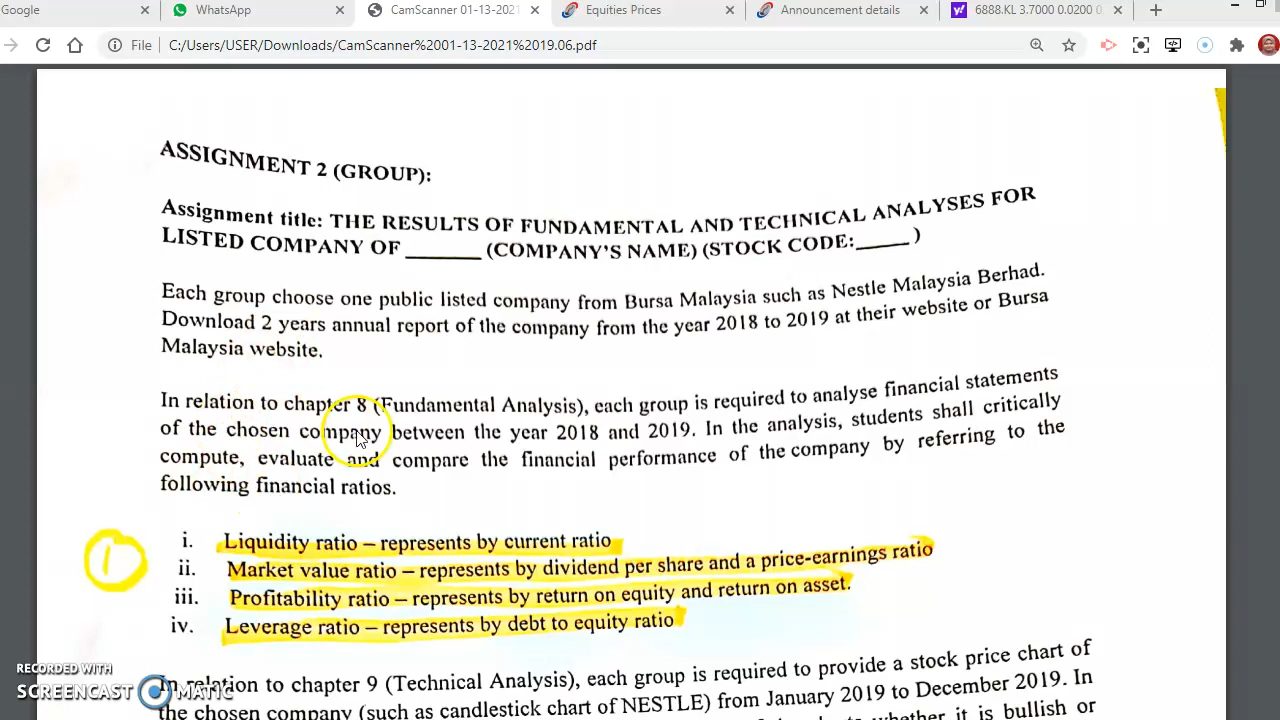 Google
WhatsApp
CamScanner 01-13-2021
Equities Prices
Announcement details
6888.KL 3.7000 0.0200 0
File C:/Users/USER/Downloads/CamScanner%2001-13-2021%2019.06.pdf
ASSIGNMENT 2 (GROUP):
Assignment title: THE RESULTS OF FUNDAMENTAL AND TECHNICAL ANALYSES FOR
LISTED COMPANY OF ______ (COMPANY'S NAME) (STOCK CODE:_____ )
Each group choose one public listed company from Bursa Malaysia such as Nestle Malaysia Berhad.
Download 2 years annual report of the company from the year 2018 to 2019 at their website or Bursa
Malaysia website.
In relation to chapter 8 (Fundamental Analysis), each group is required to analyse financial statements
of the chosen company between the year 2018 and 2019. In the analysis, students shall critically
compute, evaluate and compare the financial performance of the company by referring to the
following financial ratios.
1
i. Liquidity ratio – represents by current ratio
ii. Market value ratio – represents by dividend per share and a price-earnings ratio
iii. Profitability ratio – represents by return on equity and return on asset.
iv. Leverage ratio – represents by debt to equity ratio
In relation to chapter 9 (Technical Analysis), each group is required to provide a stock price chart of
the chosen company (such as candlestick chart of NESTLE) from January 2019 to December 2019. In
whether it is bullish or
RECORDED WITH
SCREENCAST MATIC